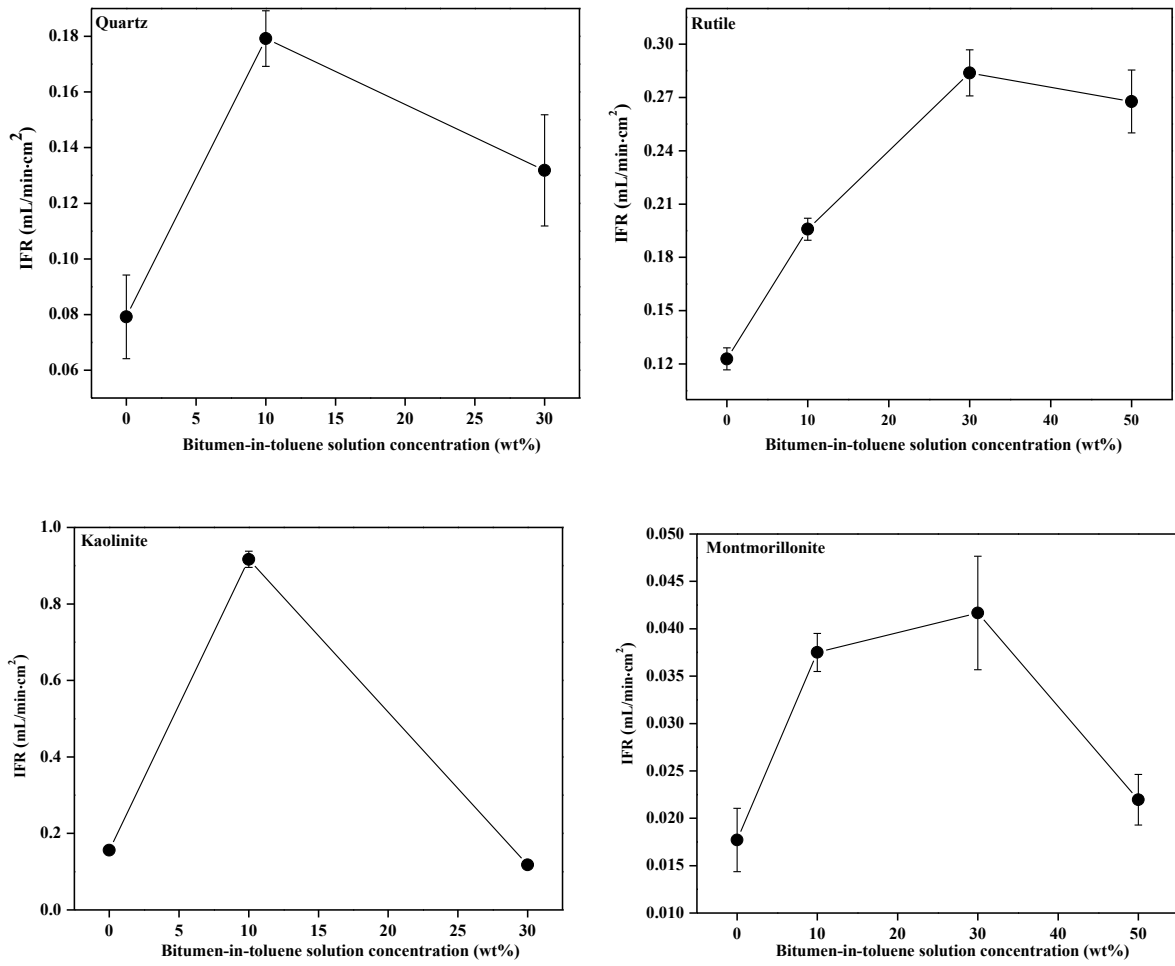 Quartz
0.18
0.16
0.14
0.12
0.10
0.08
0.06
IFR (mL/min·cm²)
0 5 10 15 20 25 30
Bitumen-in-toluene solution concentration (wt%)
Rutile
0.30
0.27
0.24
0.21
0.18
0.15
0.12
IFR (mL/min·cm²)
0 10 20 30 40 50
Bitumen-in-toluene solution concentration (wt%)
Kaolinite
1.0
0.8
0.6
0.4
0.2
0.0
IFR (mL/min·cm²)
0 5 10 15 20 25 30
Bitumen-in-toluene solution concentration (wt%)
Montmorillonite
0.050
0.045
0.040
0.035
0.030
0.025
0.020
0.015
0.010
IFR (mL/min·cm²)
0 10 20 30 40 50
Bitumen-in-toluene solution concentration (wt%)